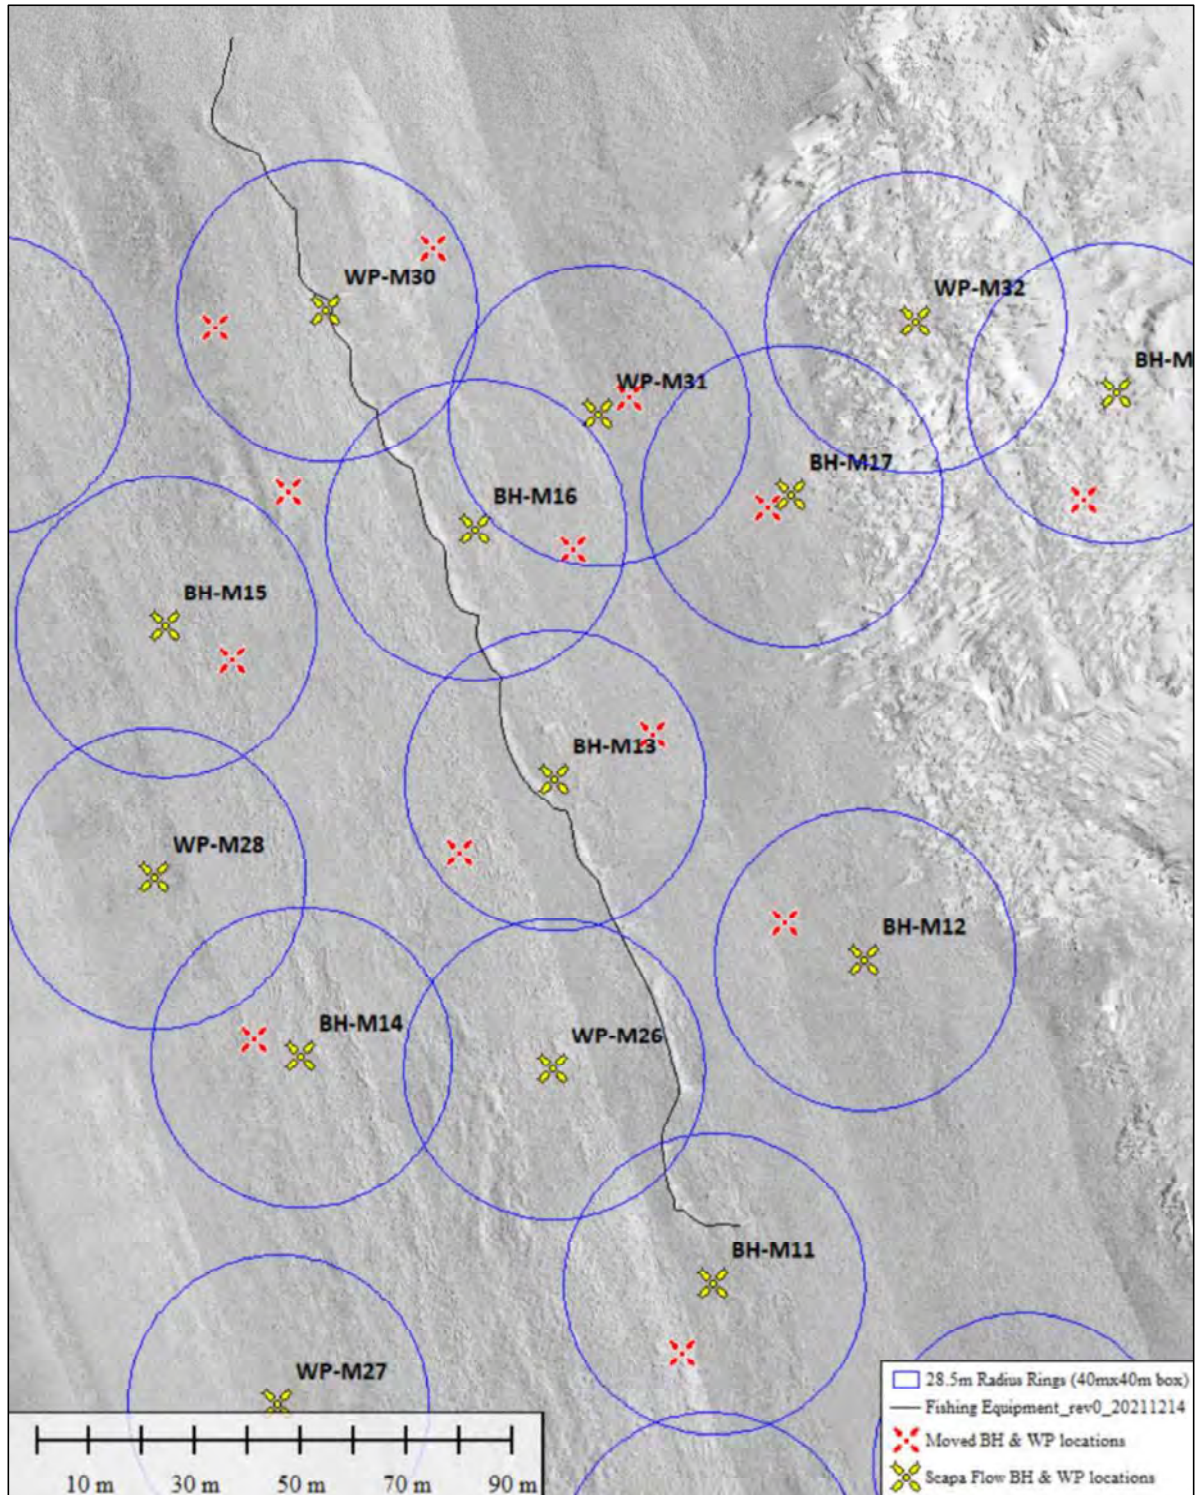 WP-M30
WP-M32
BH-M
WP-M31
BH-M17
BH-M16
BH-M15
BH-M13
WP-M28
BH-M12
BH-M14
WP-M26
BH-M11
WP-M27
28.5m Radius Rings (40mx40m box)
Fishing Equipment_rev0_20211214
Moved BH & WP locations
Scapa Flow BH & WP locations
10 m 30 m 50 m 70 m 90 m